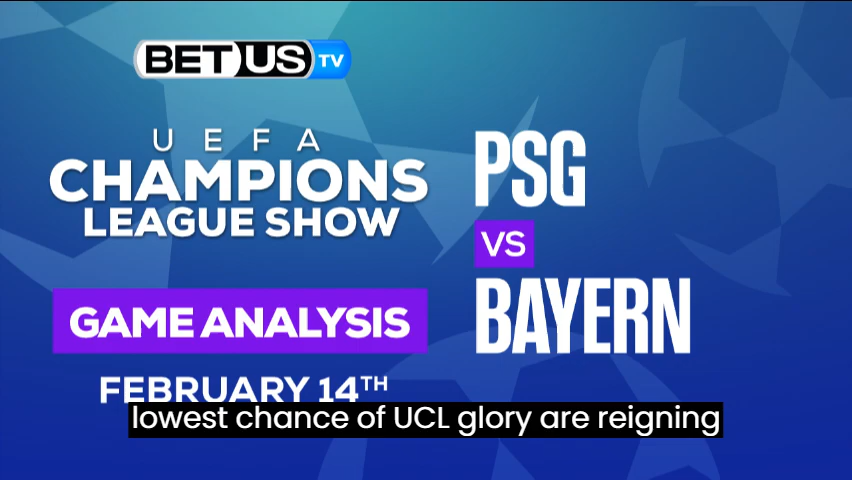 BETUS TV
UEFA
CHAMPIONS
LEAGUE SHOW
GAME ANALYSIS
FEBRUARY 14TH
PSG
VS
BAYERN
lowest chance of UCL glory are reigning